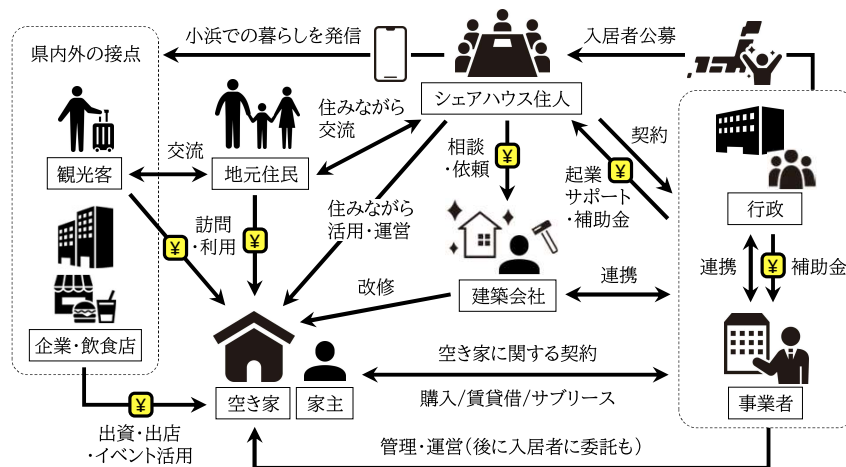 県内外の接点
小浜での暮らしを発信
入居者公募
シェアハウス住人
観光客
交流
地元住民
住みながら
交流
相談
・依頼
¥
契約
起業
¥
サポート
・補助金
行政
訪問
・利用
¥
¥
住みながら
活用・運営
連携
¥
補助金
企業・飲食店
改修
建築会社
連携
空き家
家主
空き家に関する契約
購入/賃貸借/サブリース
事業者
¥
出資・出店
・イベント活用
管理・運営(後に入居者に委託も)